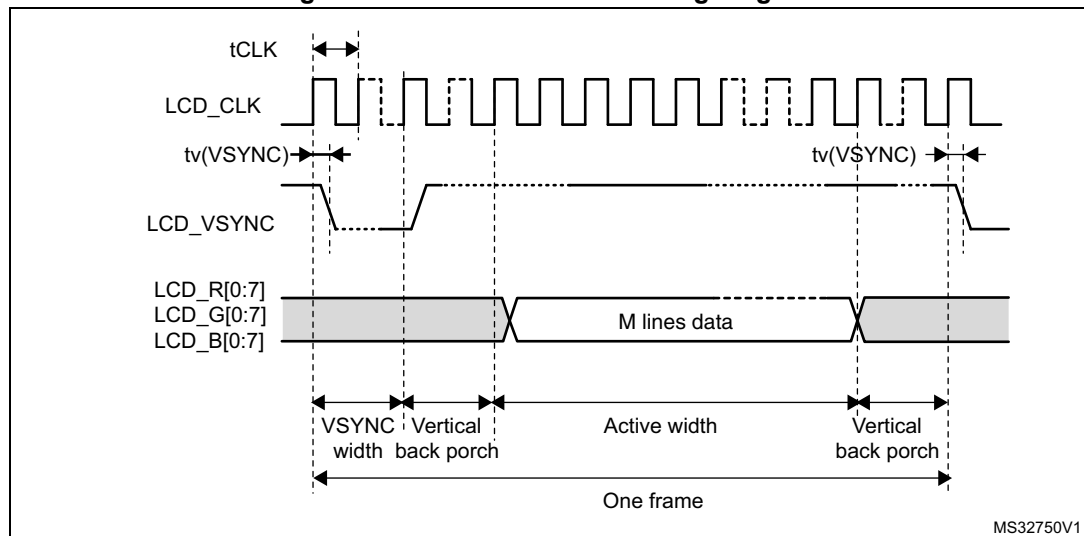 tCLK
LCD_CLK
tv(VSYNC)
tv(VSYNC)
LCD_VSYNC
LCD_R[0:7]
LCD_G[0:7]
LCD_B[0:7]
M lines data
VSYNC width
Vertical back porch
Active width
Vertical back porch
One frame
MS32750V1